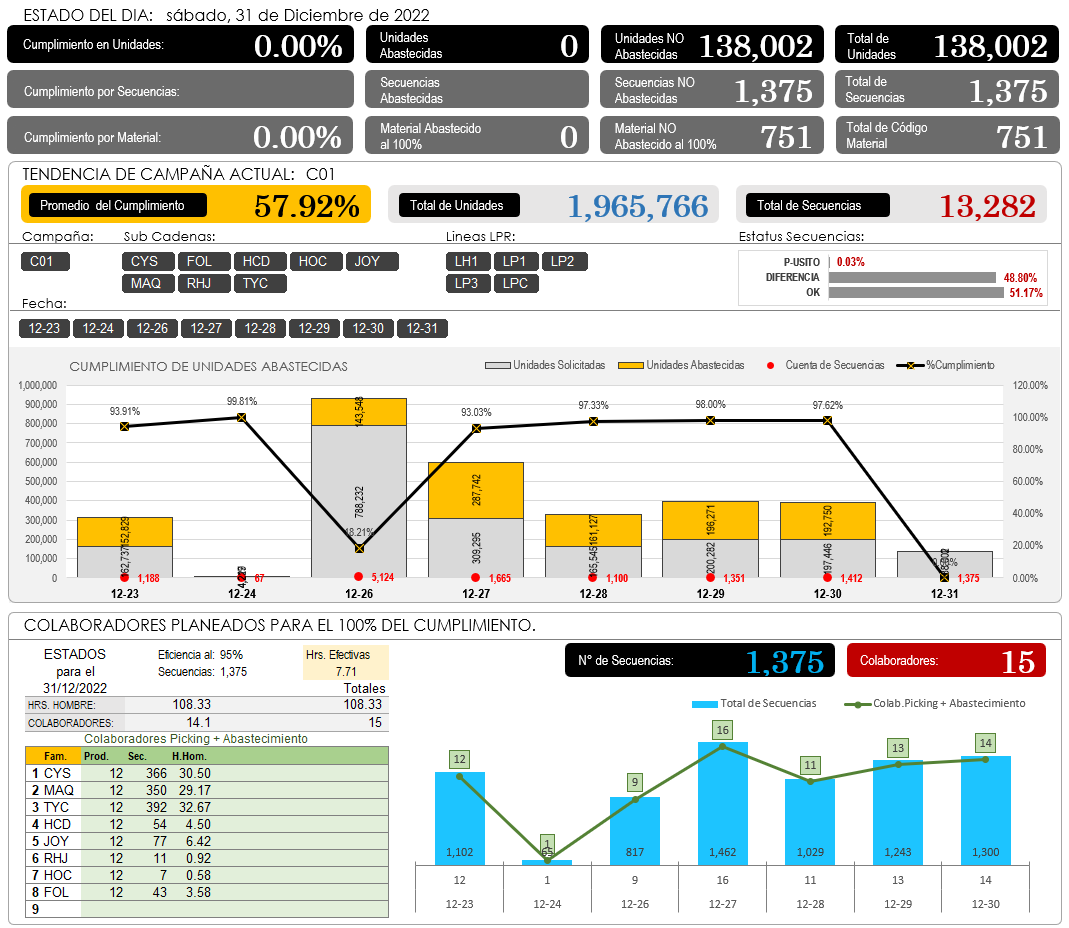 ESTADO DEL DIA: sábado, 31 de Diciembre de 2022
Cumplimiento en Unidades: 0.00%
Unidades Abastecidas 0
Unidades NO Abastecidas 138,002
Total de Unidades 138,002
Cumplimiento por Secuencias:
Secuencias Abastecidas
Secuencias NO Abastecidas 1,375
Total de Secuencias 1,375
Cumplimiento por Material: 0.00%
Material Abastecido al 100% 0
Material NO Abastecido al 100% 751
Total de Código Material 751
TENDENCIA DE CAMPAÑA ACTUAL: C01
Promedio del Cumplimiento 57.92%
Total de Unidades 1,965,766
Total de Secuencias 13,282
Campaña: Sub Cadenas: Lineas LPR: Estatus Secuencias:
C01 CYS FOL HCD HOC JOY LH1 LP1 LP2
MAQ RHJ TYC LP3 LPC
P-USITO 0.03%
DIFERENCIA 48.80%
OK 51.17%
Fecha:
12-23 12-24 12-26 12-27 12-28 12-29 12-30 12-31
CUMPLIMIENTO DE UNIDADES ABASTECIDAS
Unidades Solicitadas Unidades Abastecidas Cuenta de Secuencias %Cumplimiento
1,000,000 120.00%
900,000
800,000 100.00%
700,000 80.00%
600,000
500,000 60.00%
400,000 40.00%
300,000
200,000 20.00%
100,000
0 0.00%
93.91% 99.81% 18.21% 93.03% 97.33% 98.00% 97.62%
152,829 143,548 287,742 161,127 196,271 192,750
162,737 788,232 309,295 165,545 200,282 197,446
1,188 67 5,124 1,665 1,100 1,351 1,412 1,375
12-23 12-24 12-26 12-27 12-28 12-29 12-30 12-31
COLABORADORES PLANEADOS PARA EL 100% DEL CUMPLIMIENTO.
ESTADOS Eficiencia al: 95% Hrs. Efectivas
para el Secuencias: 1,375 7.71
31/12/2022 Totales
HRS. HOMBRE: 108.33 108.33
COLABORADORES: 14.1 15
Colaboradores Picking + Abastecimiento
Fam. Prod. Sec. H.Hom.
1 CYS 12 366 30.50
2 MAQ 12 350 29.17
3 TYC 12 392 32.67
4 HCD 12 54 4.50
5 JOY 12 77 6.42
6 RHJ 12 11 0.92
7 HOC 12 7 0.58
8 FOL 12 43 3.58
9
N° de Secuencias: 1,375
Colaboradores: 15
Total de Secuencias Colab.Picking + Abastecimiento
12 1 9 16 11 13 14
1,102 65 817 1,462 1,029 1,243 1,300
12 1 9 16 11 13 14
12-23 12-24 12-26 12-27 12-28 12-29 12-30